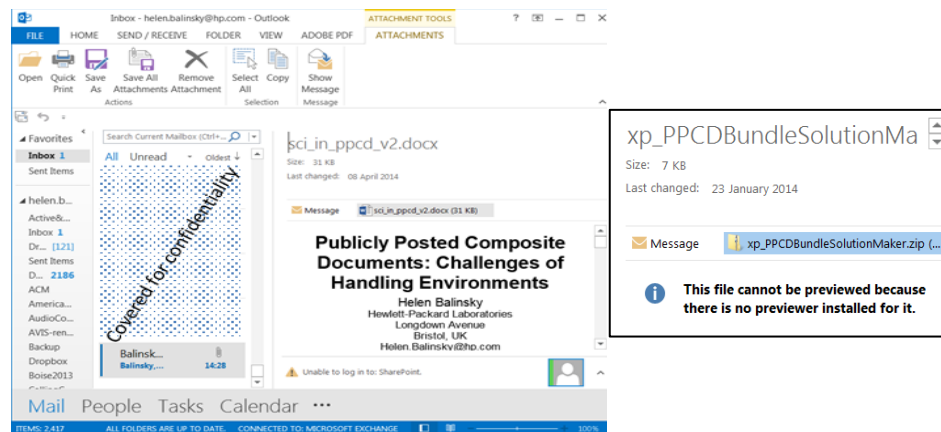 Inbox - helen.balinsky@hp.com - Outlook
ATTACHMENT TOOLS
?
FILE HOME SEND / RECEIVE FOLDER VIEW ADOBE PDF ATTACHMENTS
Open Quick Print Save As Save All Attachments Remove Attachment Select All Copy Show Message
Actions Selection Message
Favorites
Inbox 1
Sent Items
helen.b...
Active&...
Inbox 1
Dr... [121]
Sent Items
D... 2186
ACM
America...
AudioCo...
AVIS-ren...
Backup
Dropbox
Boise2013
Search Current Mailbox (Ctrl+...
All Unread Oldest ↓
Covered for confidentiality
Balinsk...
Balinsky,... 14:28
sci_in_ppcd_v2.docx
Size: 31 KB
Last changed: 08 April 2014
Message sci_in_ppcd_v2.docx (31 KB)
Publicly Posted Composite
Documents: Challenges of
Handling Environments
Helen Balinsky
Hewlett-Packard Laboratories
Longdown Avenue
Bristol, UK
Helen.Balinsky@hp.com
Unable to log in to: SharePoint.
Mail People Tasks Calendar •••
ITEMS: 2,417 ALL FOLDERS ARE UP TO DATE. CONNECTED TO: MICROSOFT EXCHANGE 100%
xp_PPCDBundleSolutionMa
Size: 7 KB
Last changed: 23 January 2014
Message xp_PPCDBundleSolutionMaker.zip (...
This file cannot be previewed because
there is no previewer installed for it.